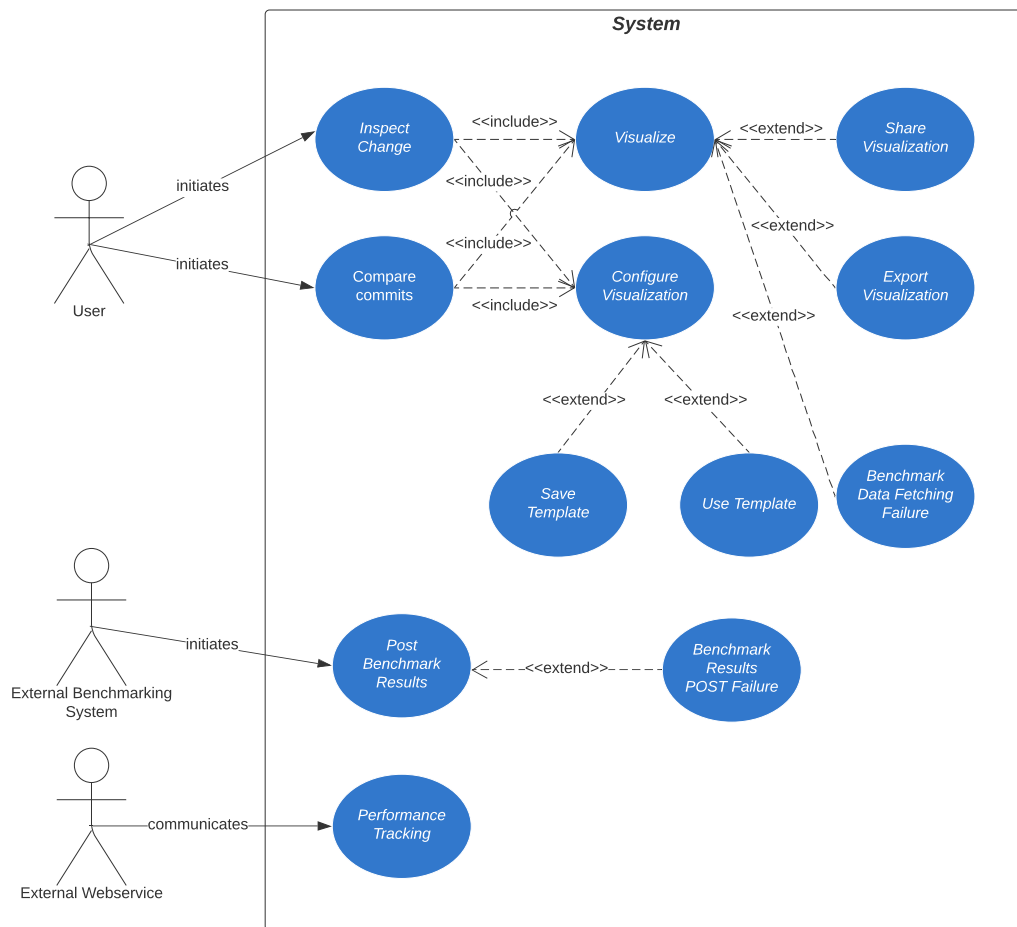 System
Inspect
Change
<<include>>
Visualize
<<extend>>
Share
Visualization
initiates
<<include>>
<<extend>>
<<include>>
initiates
Compare
commits
<<include>>
Configure
Visualization
Export
Visualization
User
<<extend>>
<<extend>>
<<extend>>
Save
Template
Use Template
Benchmark
Data Fetching
Failure
External Benchmarking
System
initiates
Post
Benchmark
Results
<<extend>>
Benchmark
Results
POST Failure
communicates
Performance
Tracking
External Webservice